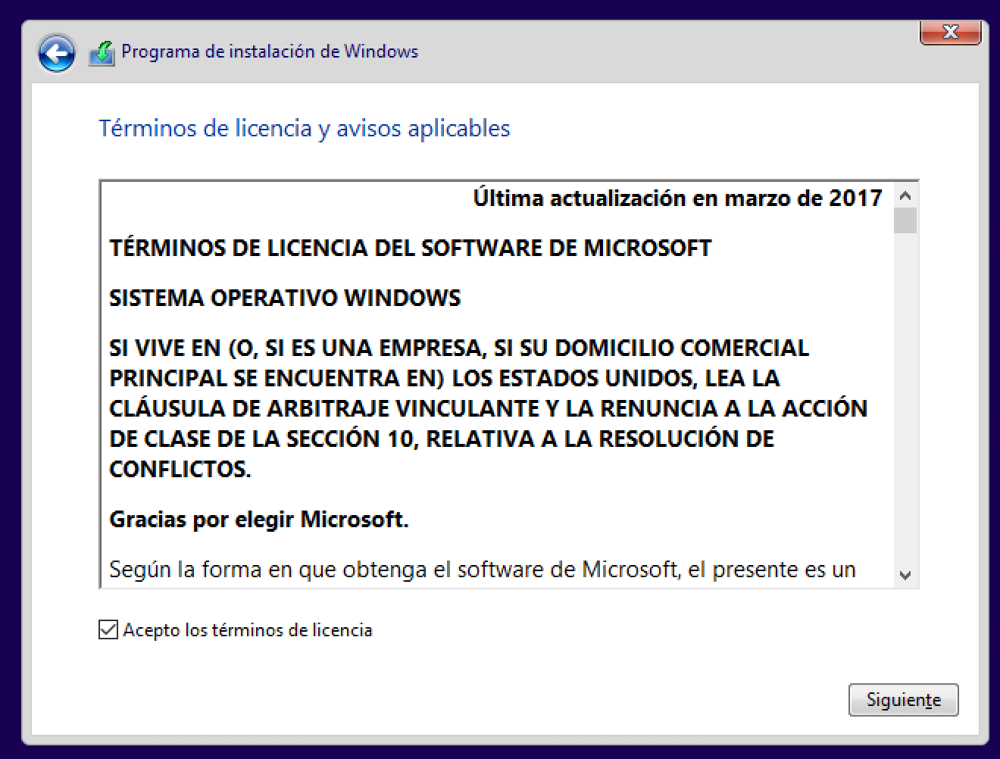 Programa de instalación de Windows
Términos de licencia y avisos aplicables
Última actualización en marzo de 2017
TÉRMINOS DE LICENCIA DEL SOFTWARE DE MICROSOFT
SISTEMA OPERATIVO WINDOWS
SI VIVE EN (O, SI ES UNA EMPRESA, SI SU DOMICILIO COMERCIAL
PRINCIPAL SE ENCUENTRA EN) LOS ESTADOS UNIDOS, LEA LA
CLÁUSULA DE ARBITRAJE VINCULANTE Y LA RENUNCIA A LA ACCIÓN
DE CLASE DE LA SECCIÓN 10, RELATIVA A LA RESOLUCIÓN DE
CONFLICTOS.
Gracias por elegir Microsoft.
Según la forma en que obtenga el software de Microsoft, el presente es un
Acepto los términos de licencia
Siguiente